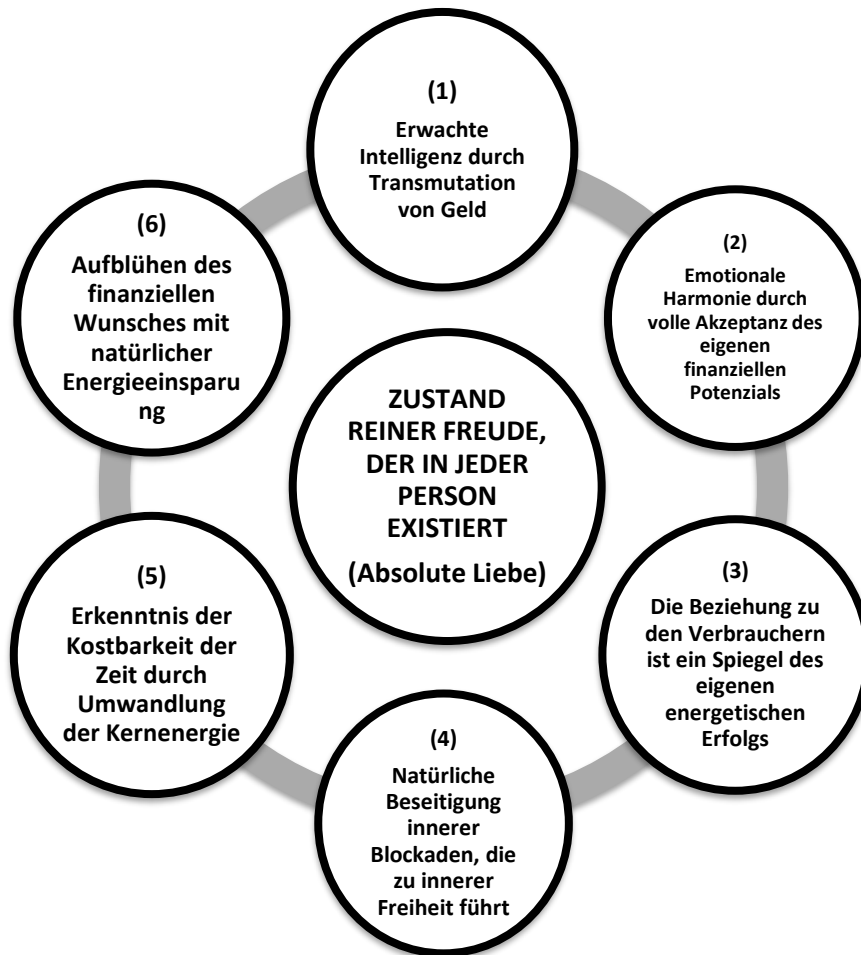 (1)
Erwachte
Intelligenz durch
Transmutation
von Geld
(2)
Emotionale
Harmonie durch
volle Akzeptanz des
eigenen
finanziellen
Potenzials
(3)
Die Beziehung zu
den Verbrauchern
ist ein Spiegel des
eigenen
energetischen
Erfolgs
(4)
Natürliche
Beseitigung
innerer
Blockaden, die
zu innerer
Freiheit führt
(5)
Erkenntnis der
Kostbarkeit der
Zeit durch
Umwandlung
der Kernenergie
(6)
Aufblühen des
finanziellen
Wunsches mit
natürlicher
Energieeinsparu
ng
ZUSTAND
REINER FREUDE,
DER IN JEDER
PERSON
EXISTIERT
(Absolute Liebe)